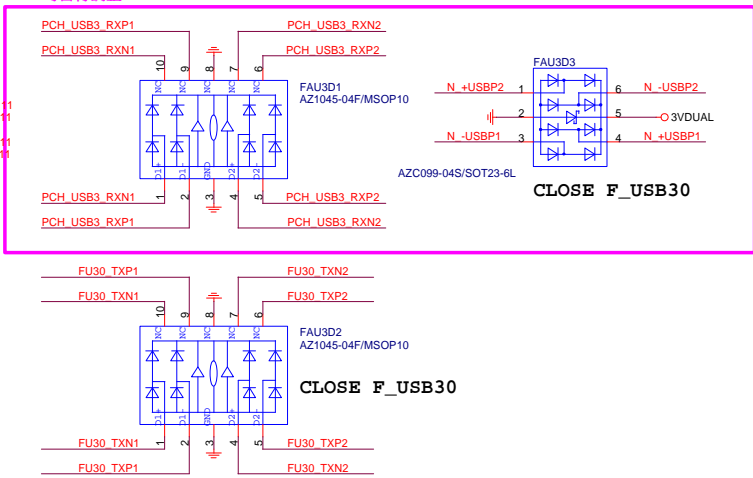 PCH_USB3_RXP1 PCH_USB3_RXN2
PCH_USB3_RXN1 PCH_USB3_RXP2
10 9 8 7 6
NC NC NC NC
FAU3D1
AZ1045-04F/MSOP10
D1+ D1- GND D2+ D2-
1 2 3 4 5
PCH_USB3_RXN1 PCH_USB3_RXP2
PCH_USB3_RXP1 PCH_USB3_RXN2
11
11
11
11
FAU3D3
N_+USBP2 1 6 N_-USBP2
2 5 3VDUAL
N_-USBP1 3 4 N_+USBP1
AZC099-04S/SOT23-6L
CLOSE F_USB30
FU30_TXP1 FU30_TXN2
FU30_TXN1 FU30_TXP2
10 9 8 7 6
NC NC NC NC
FAU3D2
AZ1045-04F/MSOP10
CLOSE F_USB30
D1+ D1- GND D2+ D2-
1 2 3 4 5
FU30_TXN1 FU30_TXP2
FU30_TXP1 FU30_TXN2